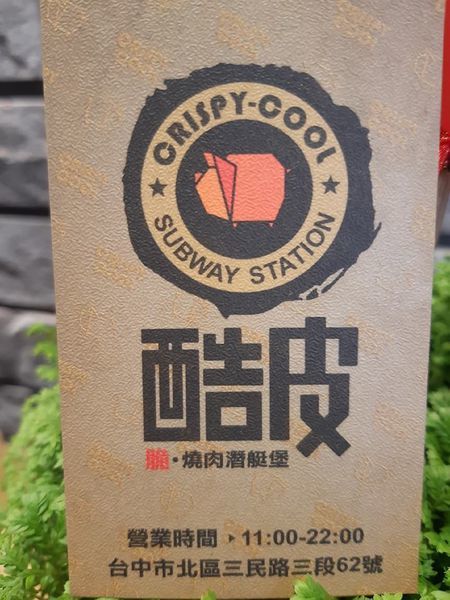 CRISPY-COOL
SUBWAY STATION
酷皮
脆·燒肉潛艇堡
營業時間▸11:00-22:00
台中市北區三民路三段62號